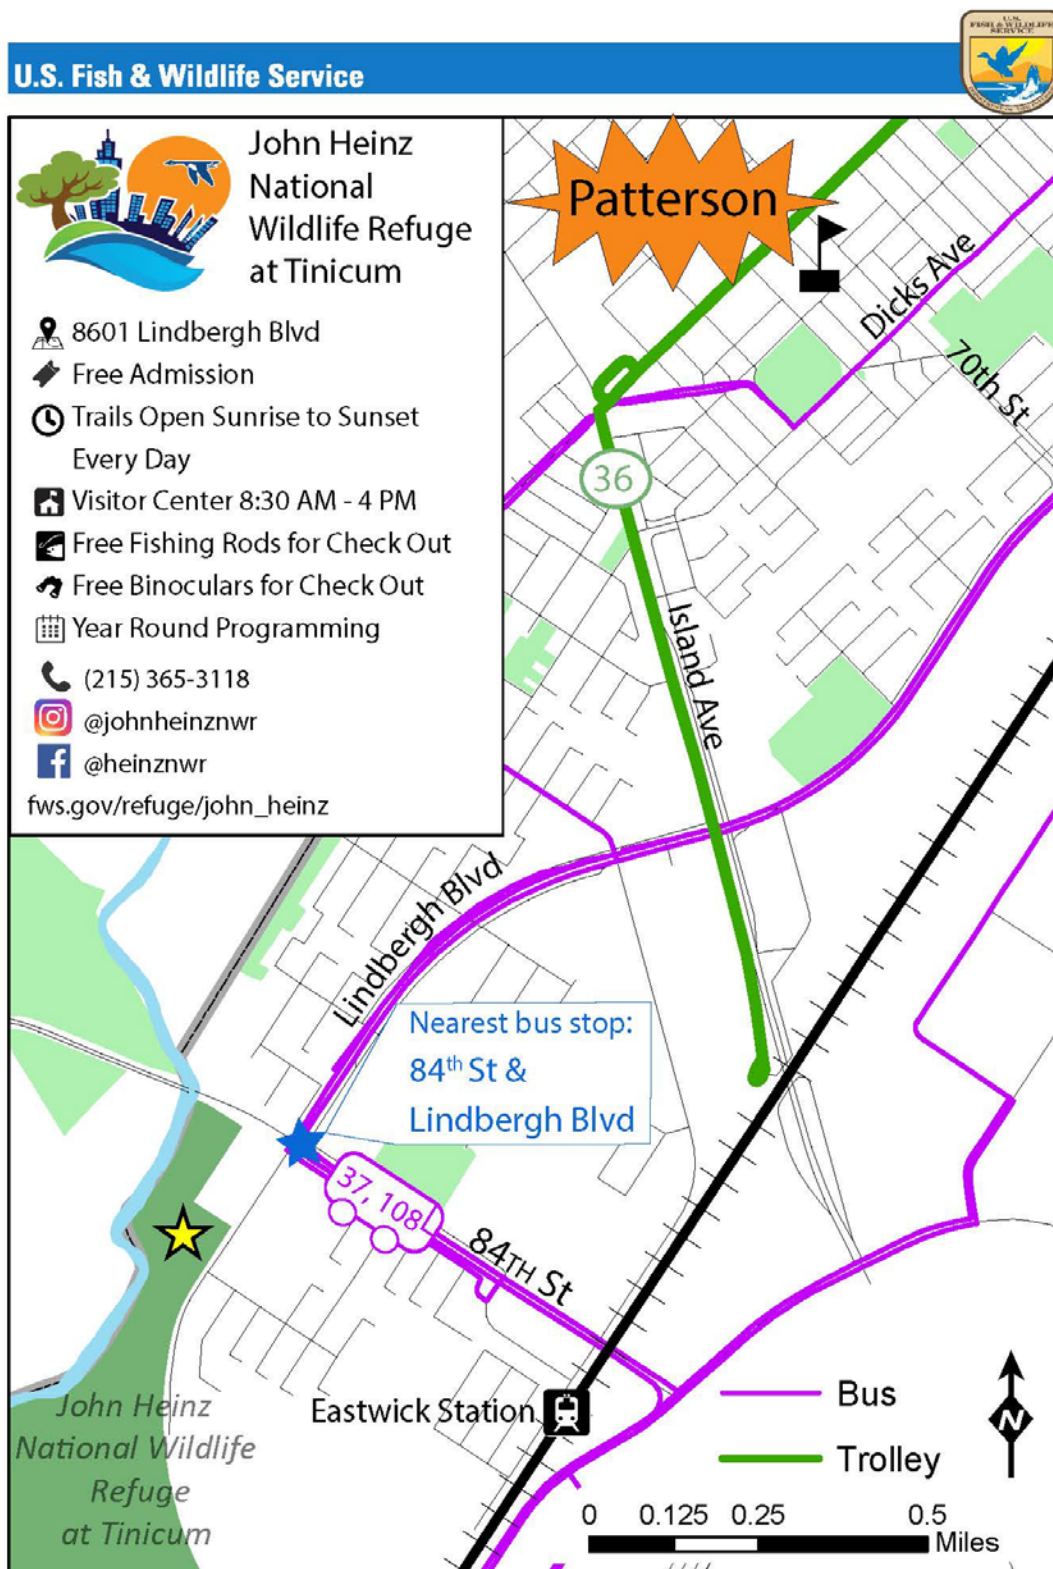 U.S.
FISH & WILDLIFE
SERVICE
U.S. Fish & Wildlife Service
John Heinz
National
Wildlife Refuge
at Tinicum
8601 Lindbergh Blvd
Free Admission
Trails Open Sunrise to Sunset
Every Day
Visitor Center 8:30 AM - 4 PM
Free Fishing Rods for Check Out
Free Binoculars for Check Out
Year Round Programming
(215) 365-3118
@johnheinznwr
@heinznwr
fws.gov/refuge/john_heinz
Patterson
Dicks Ave
70th St
36
Island Ave
Lindbergh Blvd
Nearest bus stop:
84th St &
Lindbergh Blvd
37, 108
84TH St
Eastwick Station
John Heinz
National Wildlife
Refuge
at Tinicum
Bus
Trolley
N
0 0.125 0.25 0.5
Miles